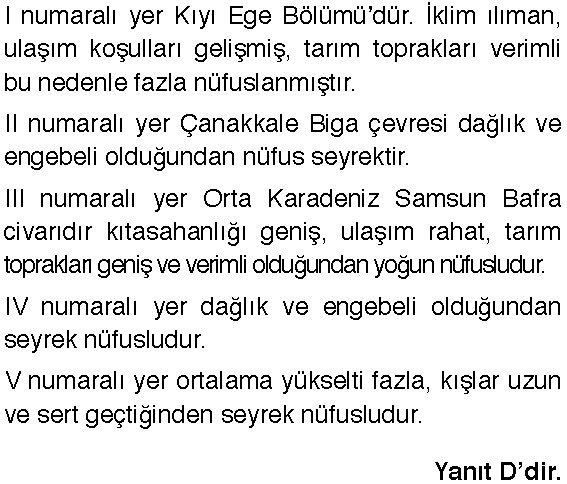 I numaralı yer Kıyı Ege Bölümü’dür. İklim ılıman,
ulaşım koşulları gelişmiş, tarım toprakları verimli
bu nedenle fazla nüfuslanmıştır.
II numaralı yer Çanakkale Biga çevresi dağlık ve
engebeli olduğundan nüfus seyrektir.
III numaralı yer Orta Karadeniz Samsun Bafra
civarıdır kıtasahanlığı geniş, ulaşım rahat, tarım
toprakları geniş ve verimli olduğundan yoğun nüfusludur.
IV numaralı yer dağlık ve engebeli olduğundan
seyrek nüfusludur.
V numaralı yer ortalama yükselti fazla, kışlar uzun
ve sert geçtiğinden seyrek nüfusludur.
Yanıt D’dir.